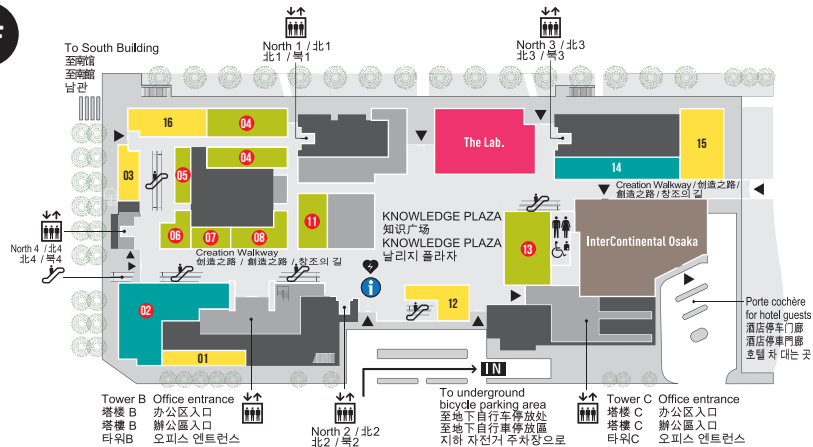 F
To South Building
至南馆
至南館
남관
North 1 / 北1
北1 / 북1
North 3 / 北3
北3 / 북3
16
04
The Lab.
15
04
14
03
05
Creation Walkway / 创造之路 /
創造之路 / 창조의 길
11
KNOWLEDGE PLAZA
知识广场
KNOWLEDGE PLAZA
날리지 플라자
06
07
08
13
InterContinental Osaka
North 4 / 北4
北4 / 북4
Creation Walkway
创造之路 / 創造之路 / 창조의 길
02
i
12
Porte cochère
for hotel guests
酒店停车门廊
酒店停車門廊
호텔 차 대는 곳
01
IN
Tower B
塔楼 B
塔樓 B
타워B
Office entrance
办公区入口
辦公區入口
오피스 엔트런스
North 2 / 北2
北2 / 북2
To underground
bicycle parking area
至地下自行车停放处
至地下自行車停放區
지하 자전거 주차장으로
Tower C
塔楼 C
塔樓 C
타워C
Office entrance
办公区入口
辦公區入口
오피스 엔트런스